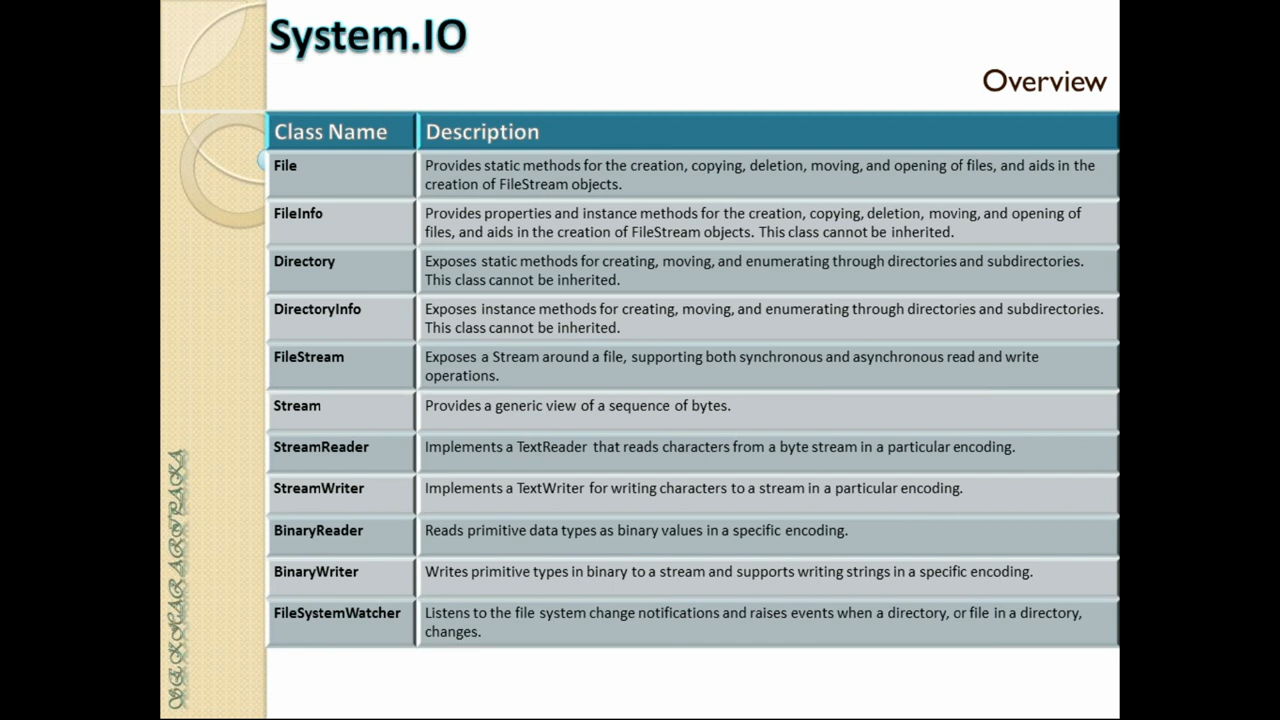 System.IO
Overview
Class Name Description
File Provides static methods for the creation, copying, deletion, moving, and opening of files, and aids in the
creation of FileStream objects.
FileInfo Provides properties and instance methods for the creation, copying, deletion, moving, and opening of
files, and aids in the creation of FileStream objects. This class cannot be inherited.
Directory Exposes static methods for creating, moving, and enumerating through directories and subdirectories.
This class cannot be inherited.
DirectoryInfo Exposes instance methods for creating, moving, and enumerating through directories and subdirectories.
This class cannot be inherited.
FileStream Exposes a Stream around a file, supporting both synchronous and asynchronous read and write
operations.
Stream Provides a generic view of a sequence of bytes.
StreamReader Implements a TextReader that reads characters from a byte stream in a particular encoding.
StreamWriter Implements a TextWriter for writing characters to a stream in a particular encoding.
BinaryReader Reads primitive data types as binary values in a specific encoding.
BinaryWriter Writes primitive types in binary to a stream and supports writing strings in a specific encoding.
FileSystemWatcher Listens to the file system change notifications and raises events when a directory, or file in a directory,
changes.